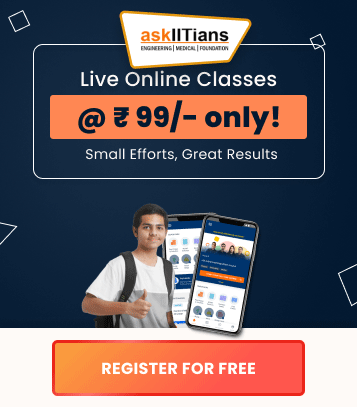 askIITians
ENGINEERING | MEDICAL | FOUNDATION
Live Online Classes
@ ₹ 99/- only!
Small Efforts, Great Results
REGISTER FOR FREE